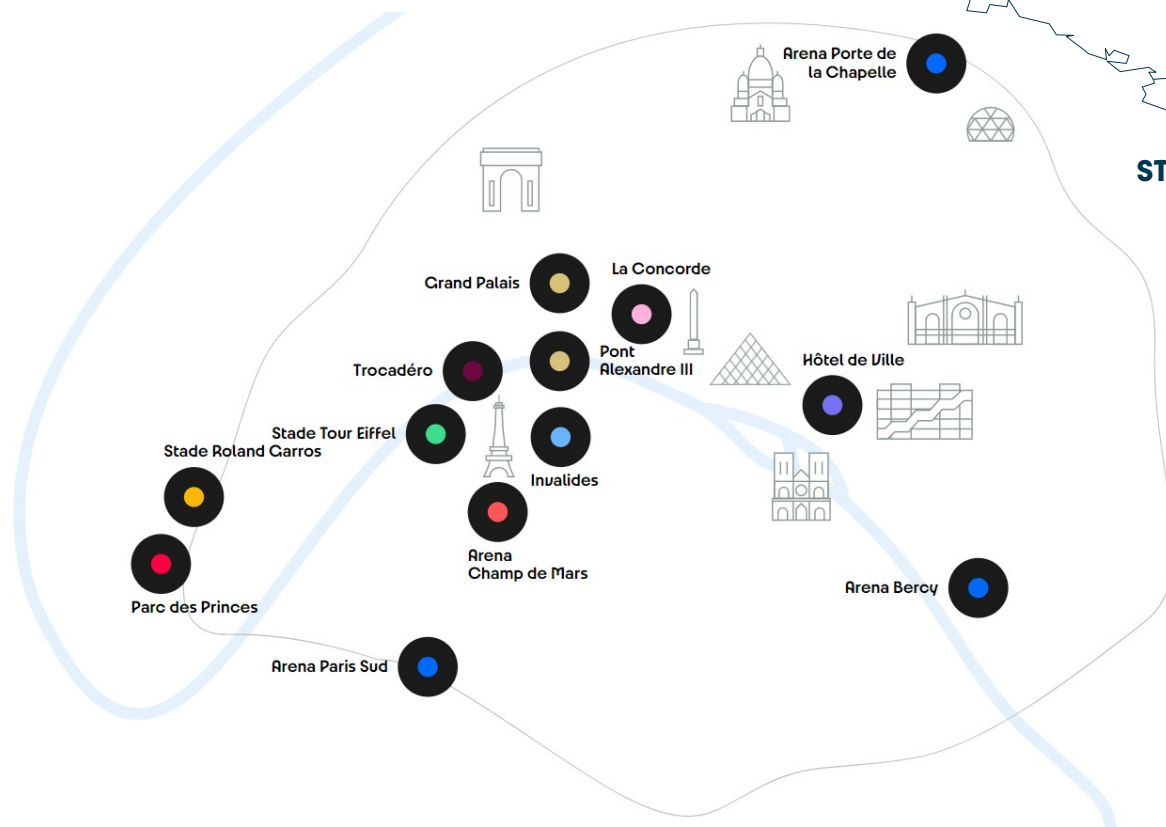 Arena Porte de
la Chapelle
ST
La Concorde
Grand Palais
Pont
Alexandre III
Hôtel de Ville
Trocadéro
Stade Tour Eiffel
Stade Roland Garros
Invalides
Arena
Champ de Mars
Arena Bercy
Parc des Princes
Arena Paris Sud